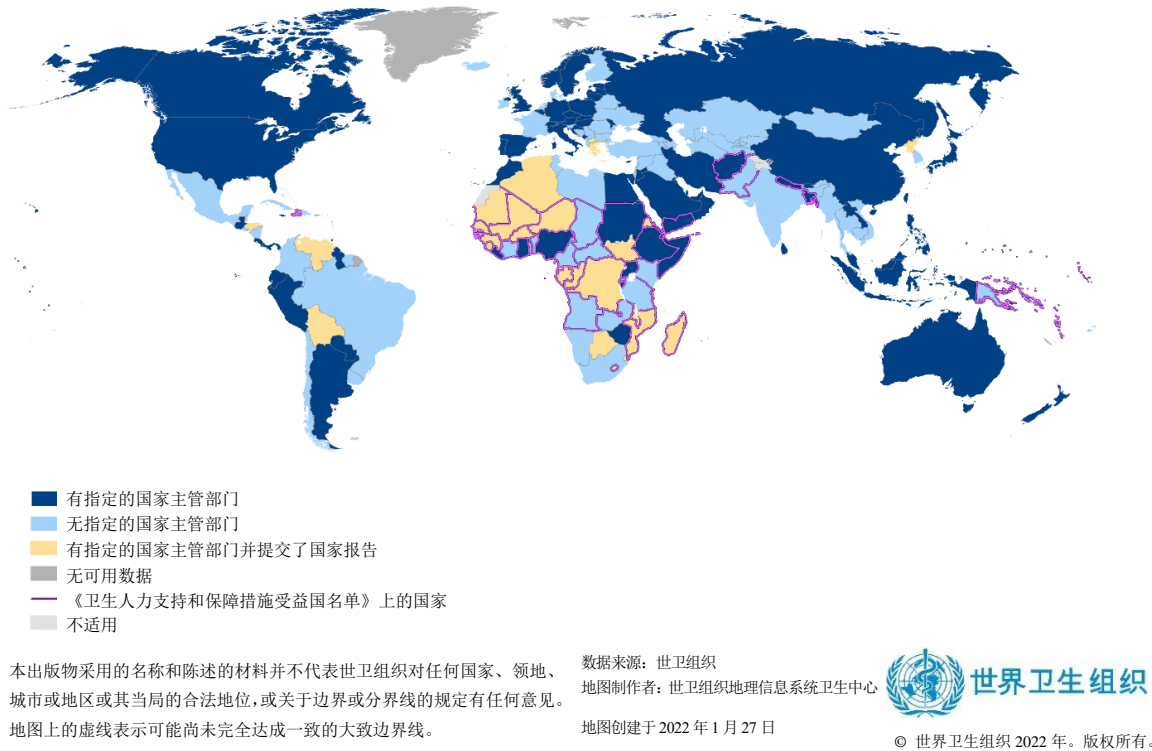 有指定的国家主管部门
无指定的国家主管部门
有指定的国家主管部门并提交了国家报告
无可用数据
《卫生人力支持和保障措施受益国名单》上的国家
不适用
本出版物采用的名称和陈述的材料并不代表世卫组织对任何国家、领地、
城市或地区或其当局的合法地位，或关于边界或分界线的规定有任何意见。
地图上的虚线表示可能尚未完全达成一致的大致边界线。
数据来源：世卫组织
地图制作者：世卫组织地理信息系统卫生中心
地图创建于 2022 年 1 月 27 日
世界卫生组织
© 世界卫生组织 2022 年。版权所有。